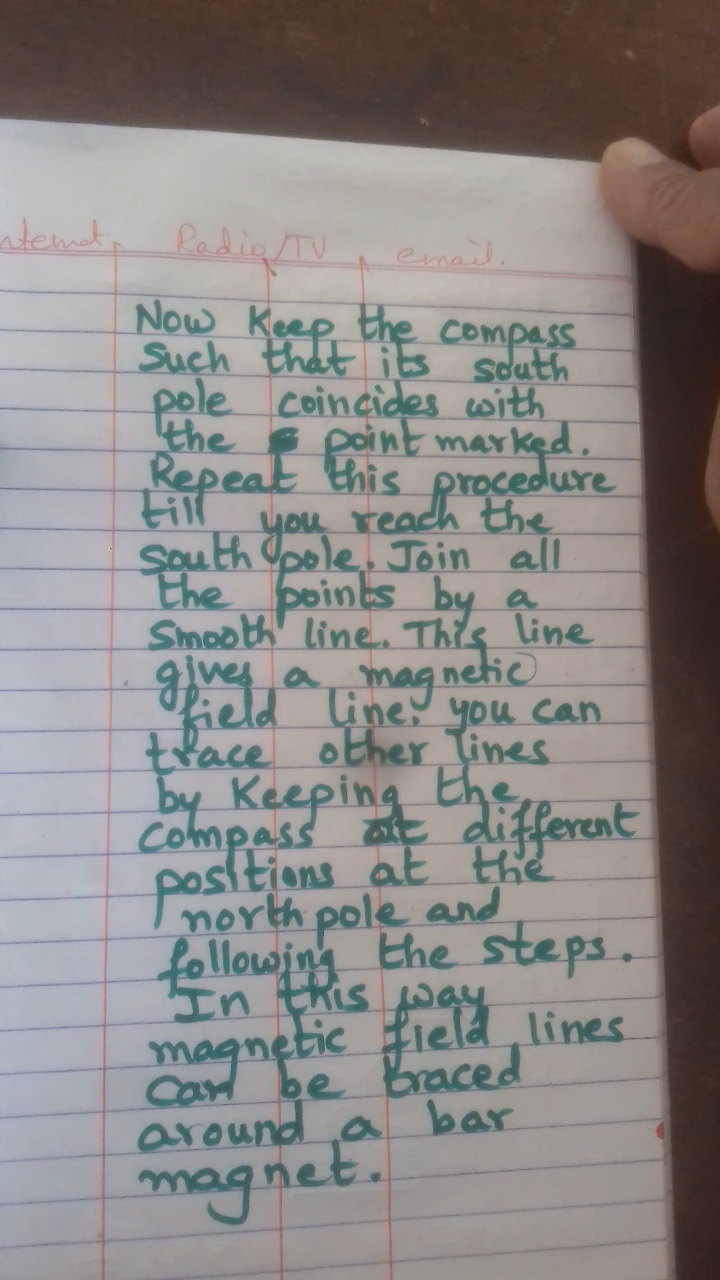 Radio/TV email.
Now Keep the compass
Such that its south
pole coincides with
the point marked.
Repeat this procedure
till you reach the
south pole. Join all
the points by a
smooth line. This line
gives a magnetic
field line. you can
trace other lines
by Keeping the
compass at different
positions at the
north pole and
following the steps.
In this way
magnetic field lines
can be traced
around a bar
magnet.